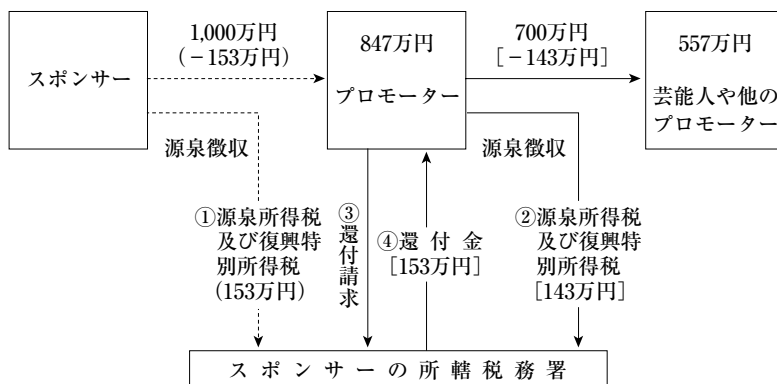 1,000万円
(－153万円)
スポンサー
847万円
プロモーター
700万円
[－143万円]
557万円
芸能人や他の
プロモーター
源泉徴収
源泉徴収
①源泉所得税
及び復興特
別所得税
(153万円)
③還付請求
④還付金
[153万円]
②源泉所得税
及び復興特
別所得税
[143万円]
スポンサーの所轄税務署